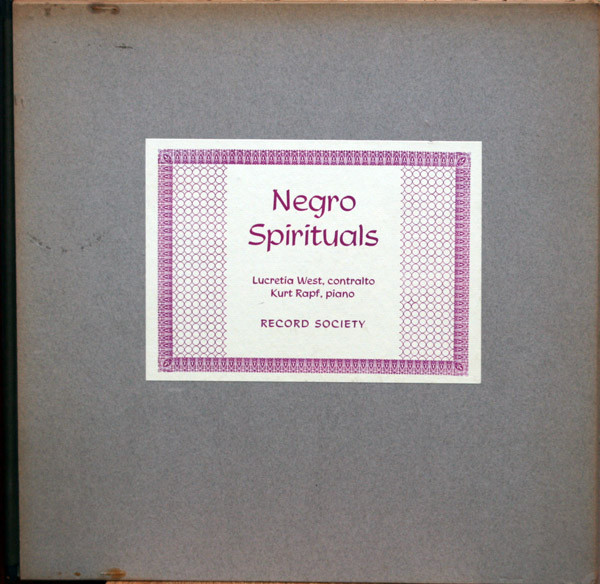 Negro
Spirituals
Lucretia West, contralto
Kurt Rapf, piano
RECORD SOCIETY